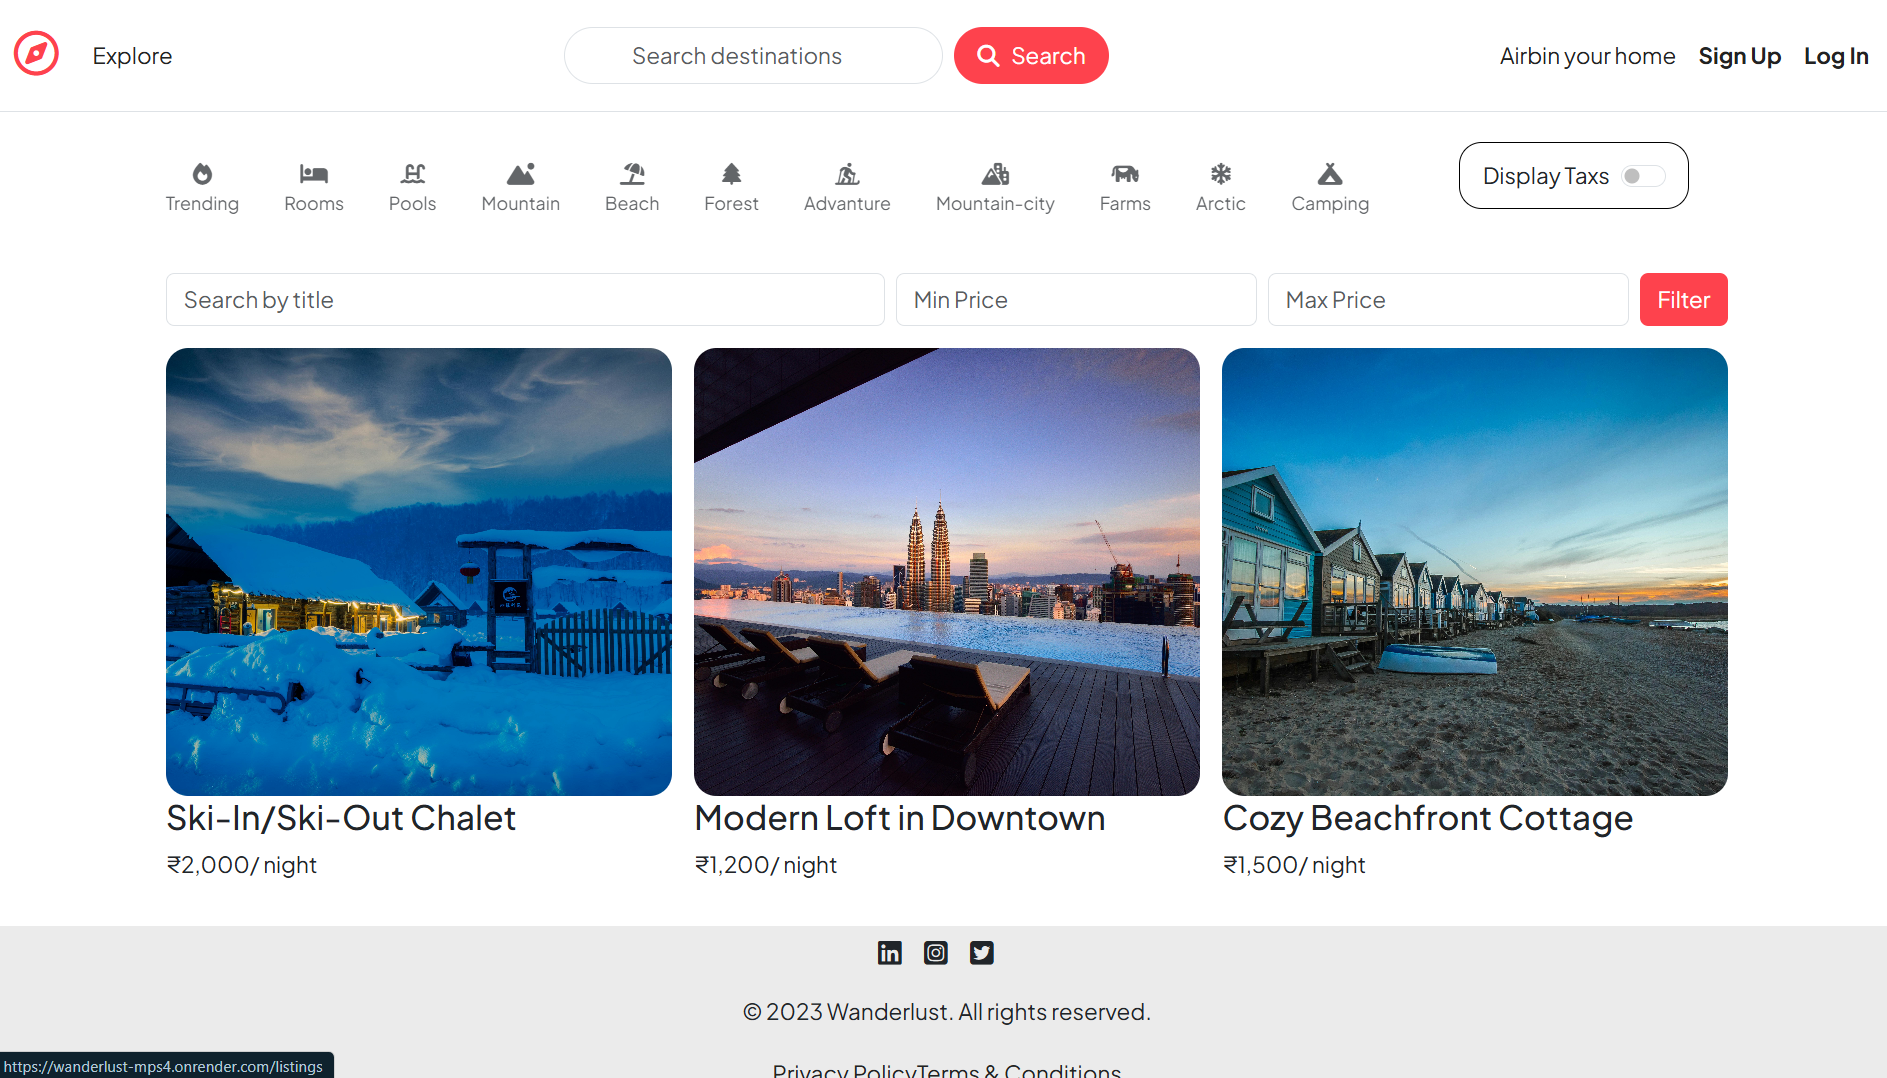 Explore
Search destinations
Search
Airbin your home
Sign Up
Log In
Trending
Rooms
Pools
Mountain
Beach
Forest
Advanture
Mountain-city
Farms
Arctic
Camping
Display Taxs
Search by title
Min Price
Max Price
Filter
Ski-In/Ski-Out Chalet
₹2,000/ night
Modern Loft in Downtown
₹1,200/ night
Cozy Beachfront Cottage
₹1,500/ night
© 2023 Wanderlust. All rights reserved.
Privacy PolicyTerms & Conditions
https://wanderlust-mps4.onrender.com/listings